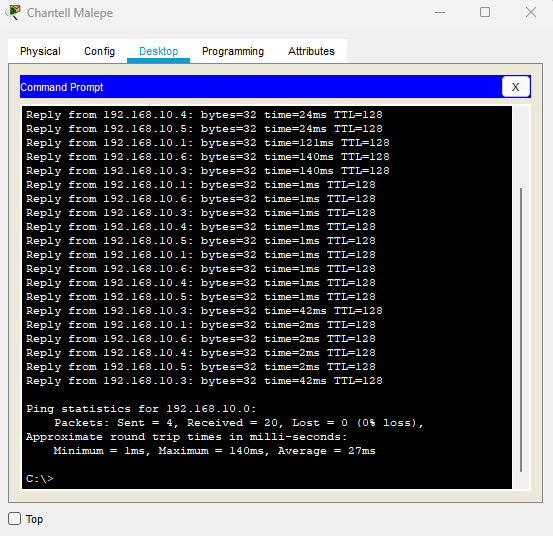 Chantell Malepe
Physical Config Desktop Programming Attributes
Command Prompt X
Reply from 192.168.10.4: bytes=32 time=24ms TTL=128
Reply from 192.168.10.5: bytes=32 time=24ms TTL=128
Reply from 192.168.10.1: bytes=32 time=121ms TTL=128
Reply from 192.168.10.6: bytes=32 time=140ms TTL=128
Reply from 192.168.10.3: bytes=32 time=140ms TTL=128
Reply from 192.168.10.1: bytes=32 time=1ms TTL=128
Reply from 192.168.10.6: bytes=32 time=1ms TTL=128
Reply from 192.168.10.3: bytes=32 time=1ms TTL=128
Reply from 192.168.10.4: bytes=32 time=1ms TTL=128
Reply from 192.168.10.5: bytes=32 time=1ms TTL=128
Reply from 192.168.10.1: bytes=32 time=1ms TTL=128
Reply from 192.168.10.6: bytes=32 time=1ms TTL=128
Reply from 192.168.10.4: bytes=32 time=1ms TTL=128
Reply from 192.168.10.5: bytes=32 time=1ms TTL=128
Reply from 192.168.10.3: bytes=32 time=42ms TTL=128
Reply from 192.168.10.1: bytes=32 time=2ms TTL=128
Reply from 192.168.10.6: bytes=32 time=2ms TTL=128
Reply from 192.168.10.4: bytes=32 time=2ms TTL=128
Reply from 192.168.10.5: bytes=32 time=2ms TTL=128
Reply from 192.168.10.3: bytes=32 time=42ms TTL=128
Ping statistics for 192.168.10.0:
Packets: Sent = 4, Received = 20, Lost = 0 (0% loss),
Approximate round trip times in milli-seconds:
Minimum = 1ms, Maximum = 140ms, Average = 27ms
C:\>
Top